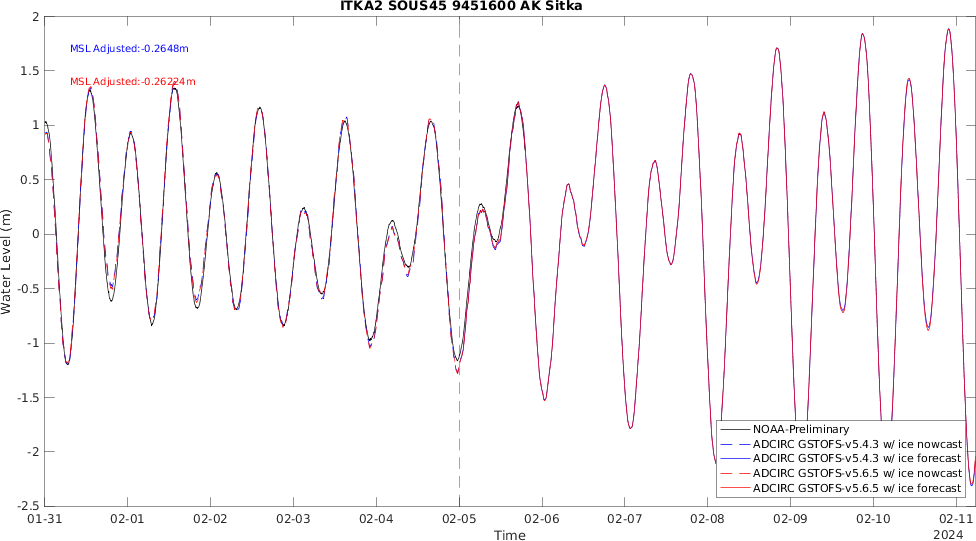 ITKA2 SOUS45 9451600 AK Sitka
MSL Adjusted:-0.2648m
MSL Adjusted:-0.26224m
Water Level (m)
2
1.5
1
0.5
0
-0.5
-1
-1.5
-2
-2.5
NOAA-Preliminary
ADCIRC GSTOFS-v5.4.3 w/ ice nowcast
ADCIRC GSTOFS-v5.4.3 w/ ice forecast
ADCIRC GSTOFS-v5.6.5 w/ ice nowcast
ADCIRC GSTOFS-v5.6.5 w/ ice forecast
01-31 02-01 02-02 02-03 02-04 02-05 02-06 02-07 02-08 02-09 02-10 02-11
Time
2024